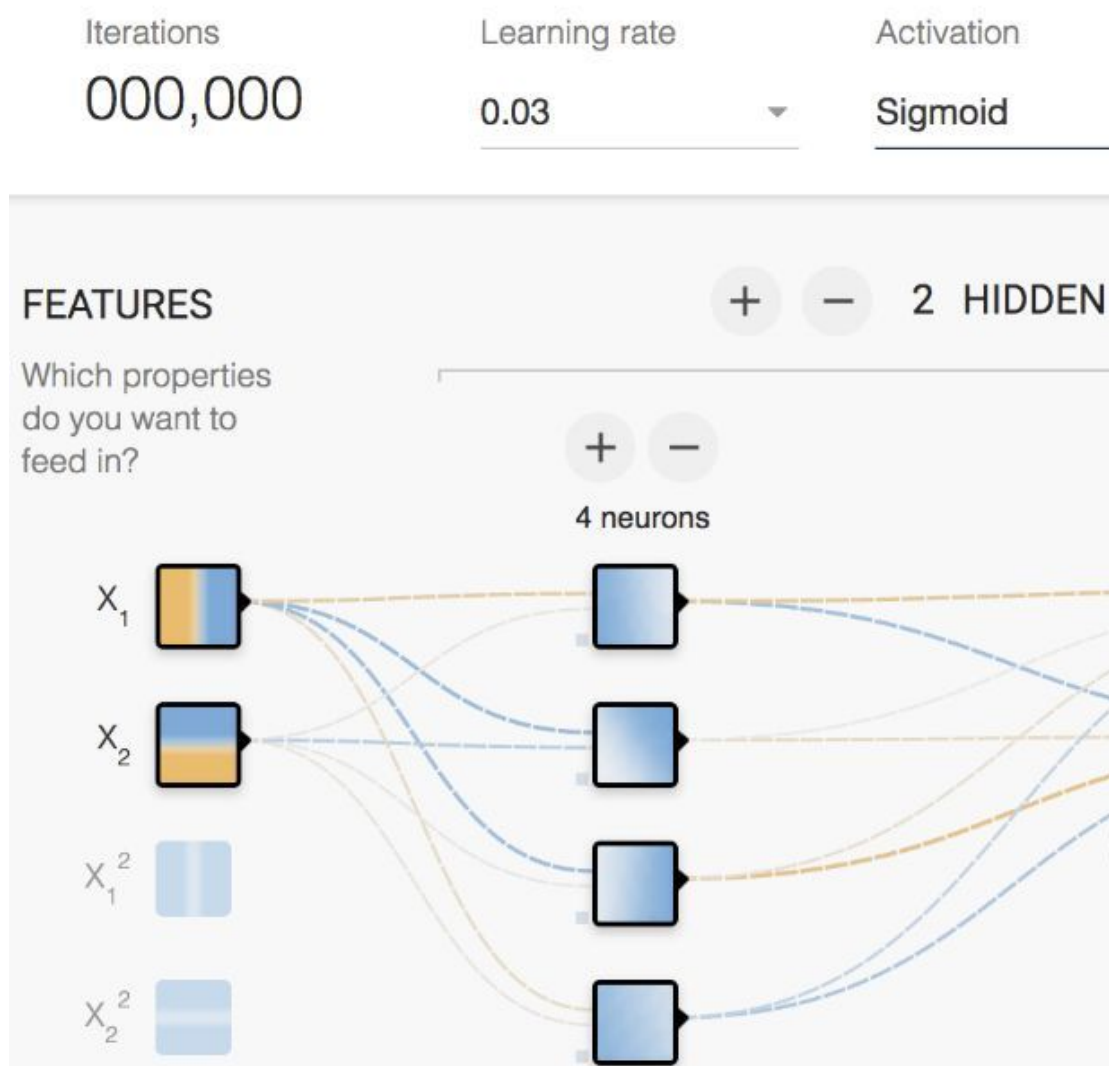 Iterations
000,000
Learning rate
0.03
Activation
Sigmoid
FEATURES
Which properties
do you want to
feed in?
2 HIDDEN
4 neurons
X₁
X₂
X₁²
X₂²